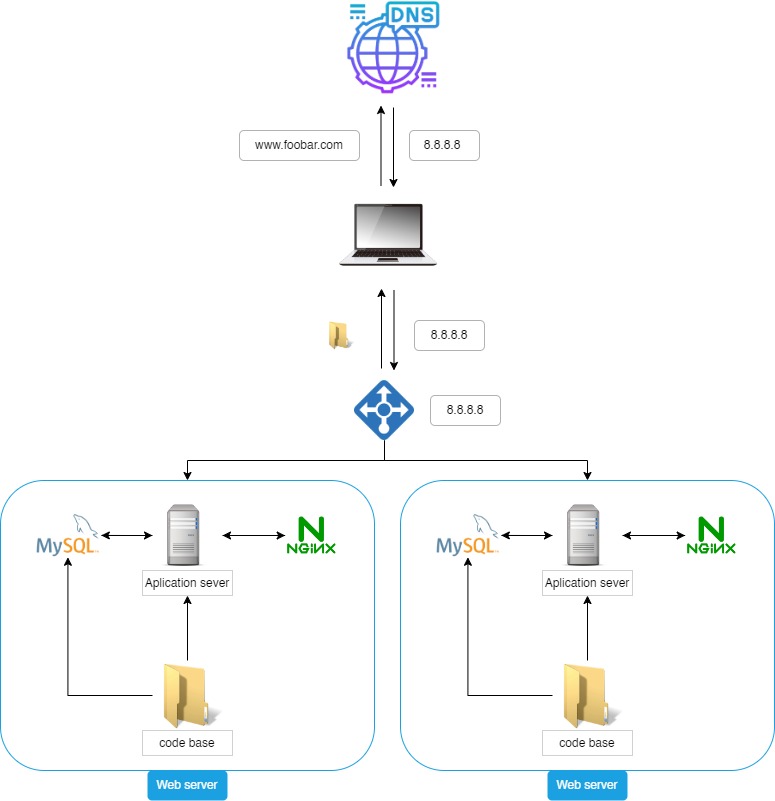 DNS
www.foobar.com
8.8.8.8
8.8.8.8
8.8.8.8
MySQL
NGINX
Aplication sever
code base
Web server
MySQL
NGINX
Aplication sever
code base
Web server